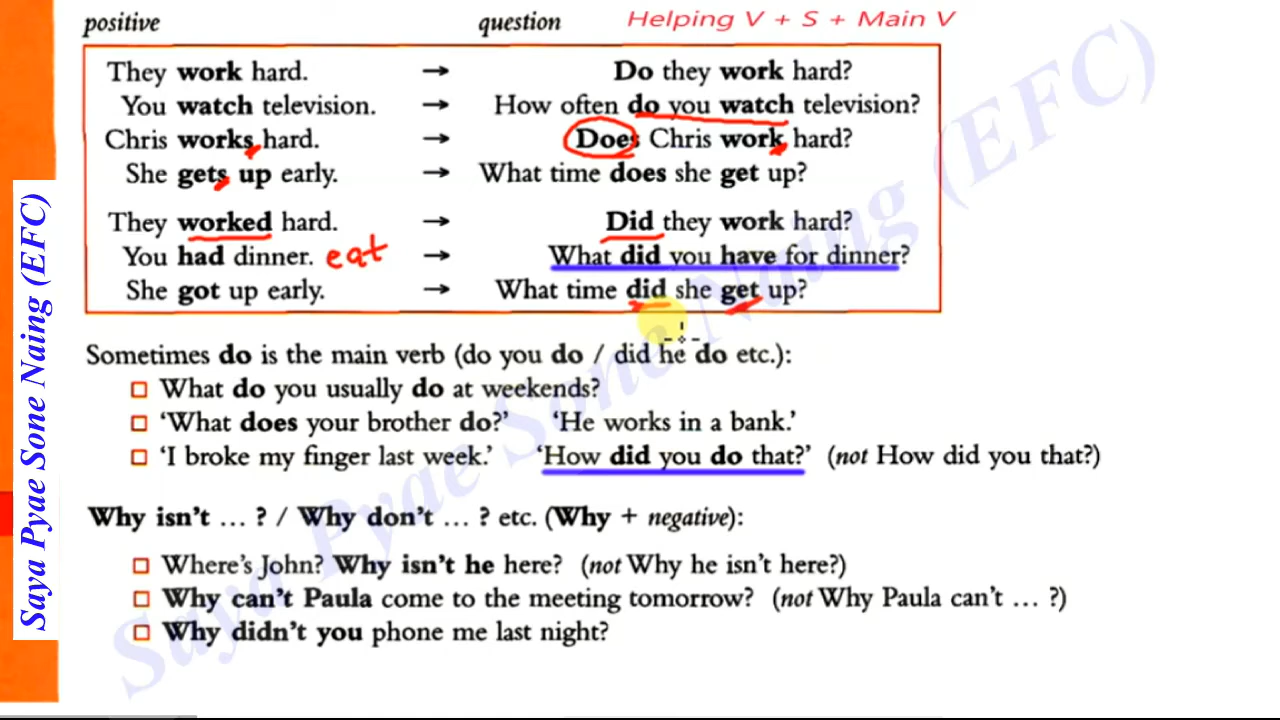 positive question Helping V + S + Main V
They work hard. → Do they work hard?
You watch television. → How often do you watch television?
Chris works hard. → Does Chris work hard?
She gets up early. → What time does she get up?
They worked hard. → Did they work hard?
You had dinner. eat → What did you have for dinner?
She got up early. → What time did she get up?
Sometimes do is the main verb (do you do / did he do etc.):
What do you usually do at weekends?
‘What does your brother do?’ ‘He works in a bank.’
‘I broke my finger last week.’ ‘How did you do that?’ (not How did you that?)
Why isn’t … ? / Why don’t … ? etc. (Why + negative):
Where’s John? Why isn’t he here? (not Why he isn’t here?)
Why can’t Paula come to the meeting tomorrow? (not Why Paula can’t … ?)
Why didn’t you phone me last night?
Saya Pyae Sone Naing (EFC)
Saya Pyae Sone Naing (EFC)